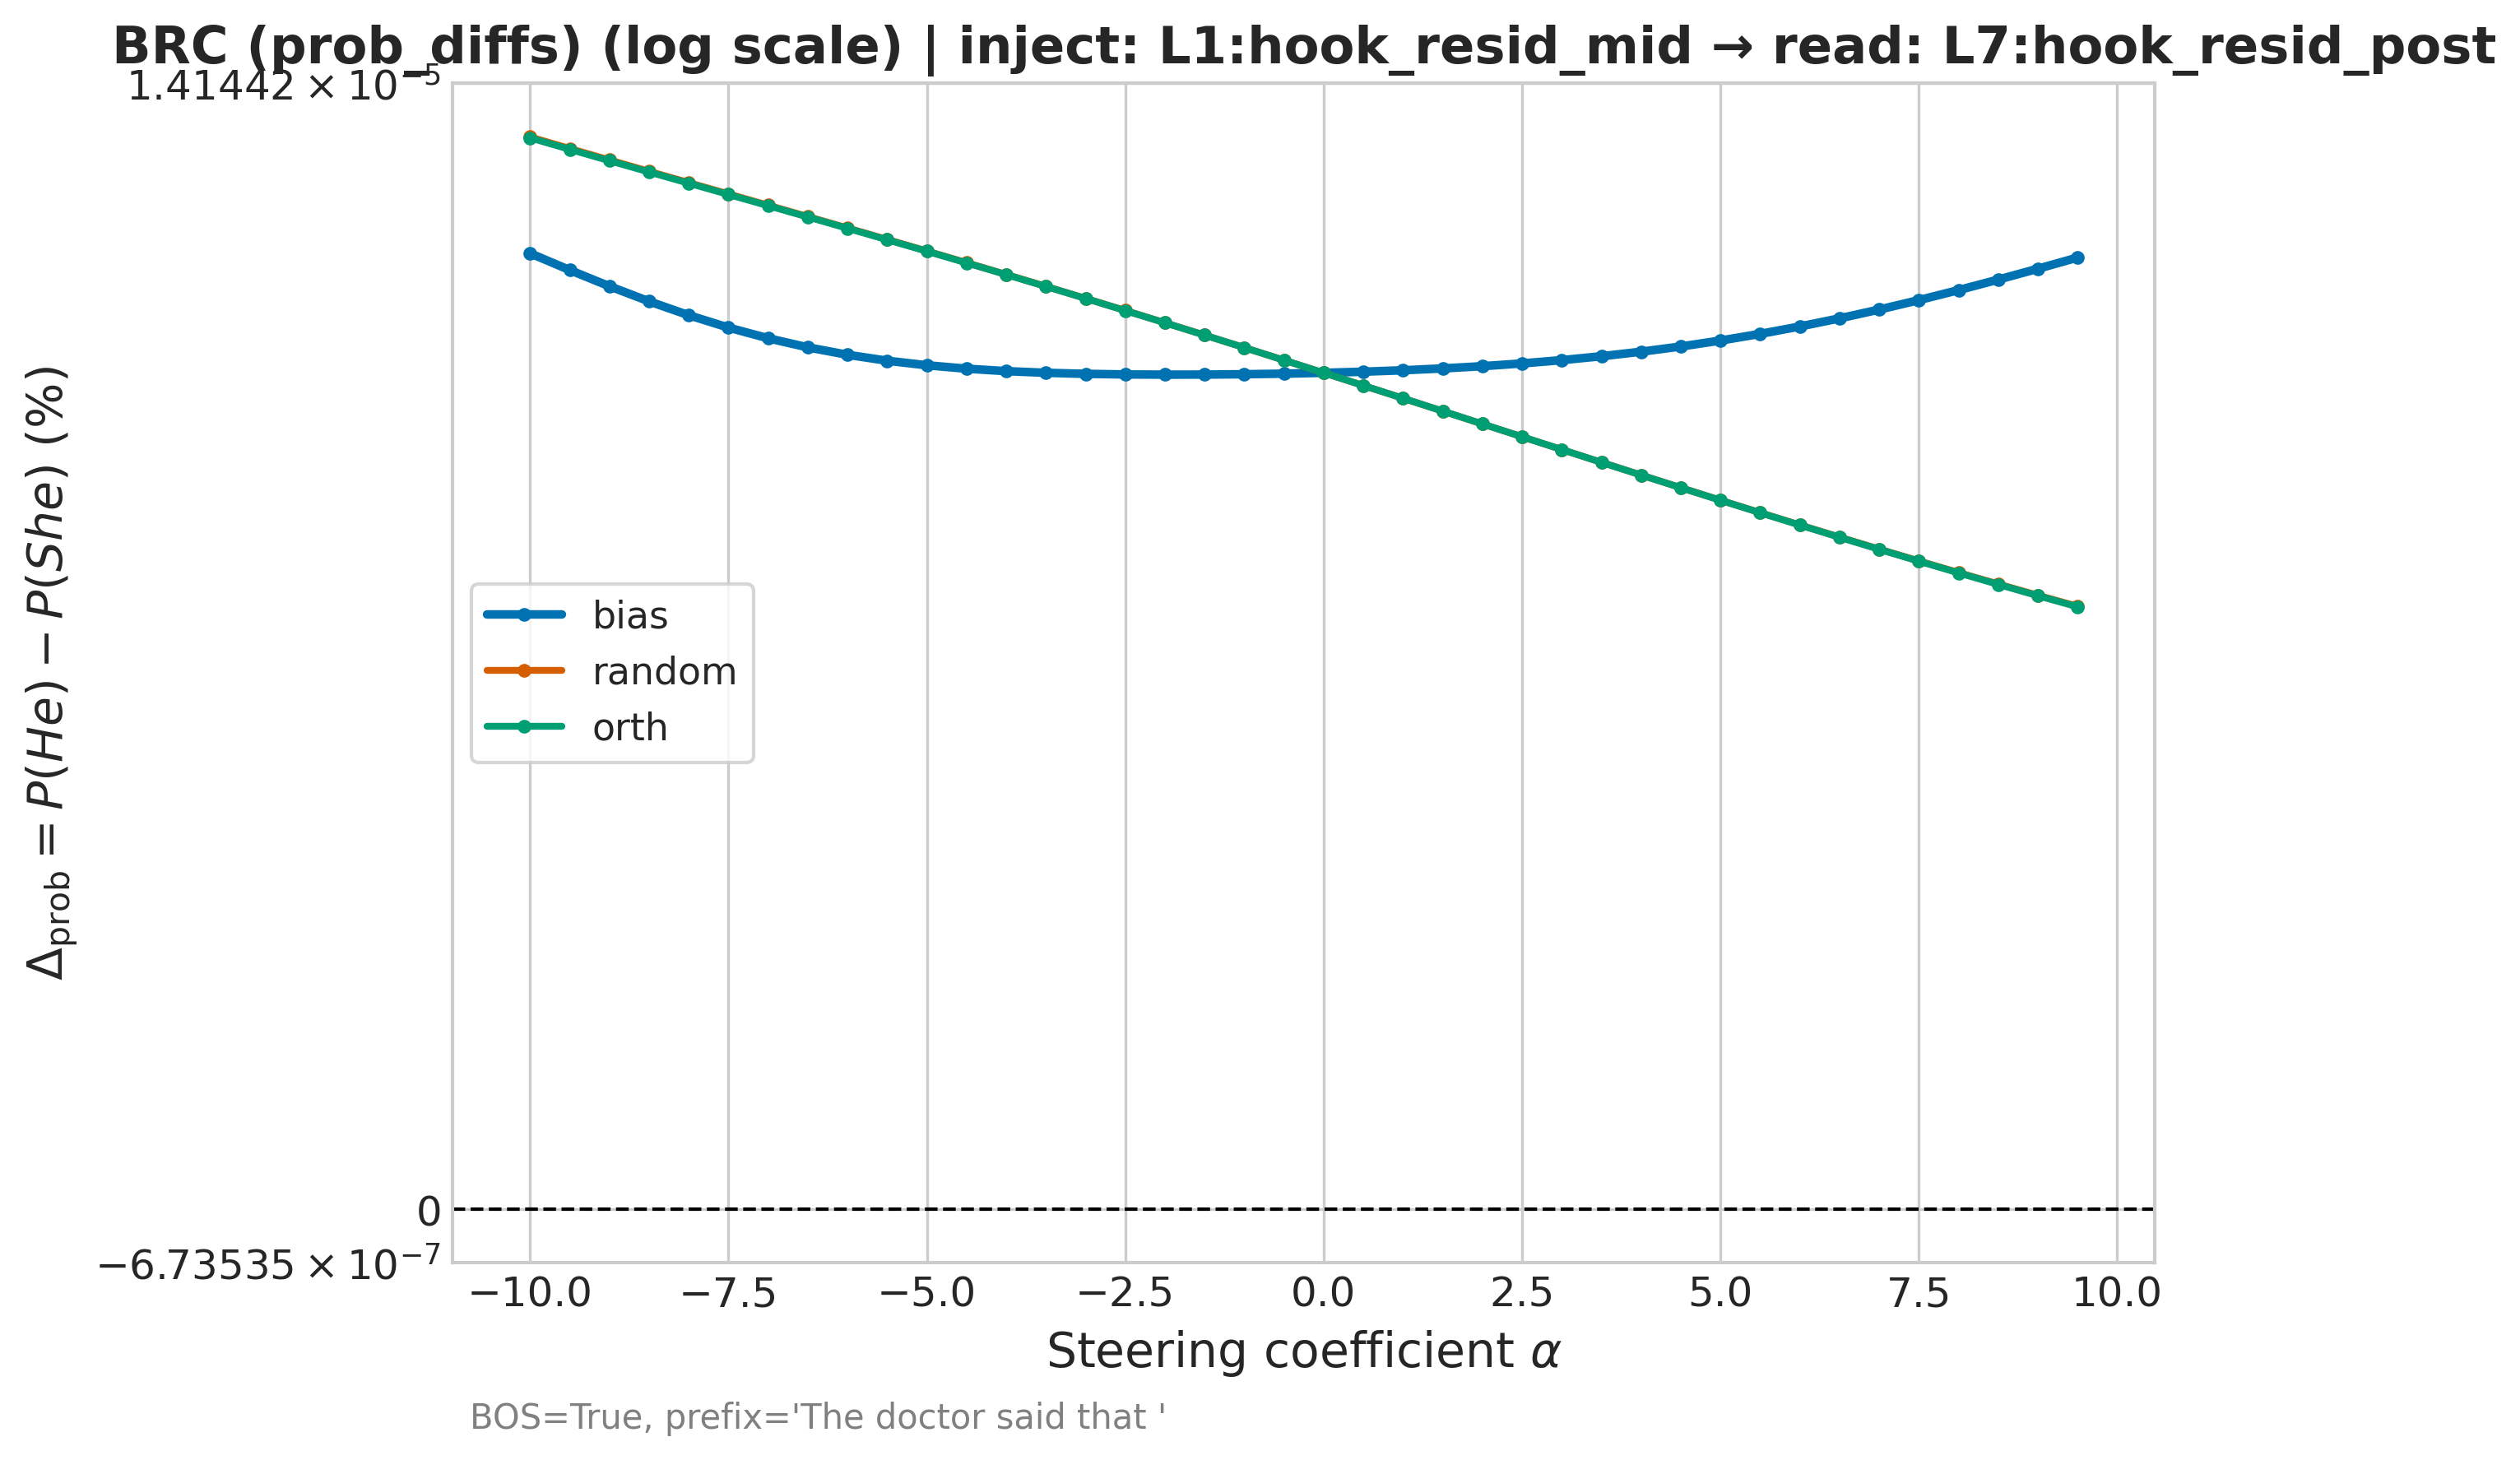 BRC (prob_diffs) (log scale) | inject: L1:hook_resid_mid → read: L7:hook_resid_post
1.41442 × 10⁻⁵
0
−6.73535 × 10⁻⁷
Δprob = P(He) − P(She) (%)
bias
random
orth
−10.0 −7.5 −5.0 −2.5 0.0 2.5 5.0 7.5 10.0
Steering coefficient α
BOS=True, prefix='The doctor said that '